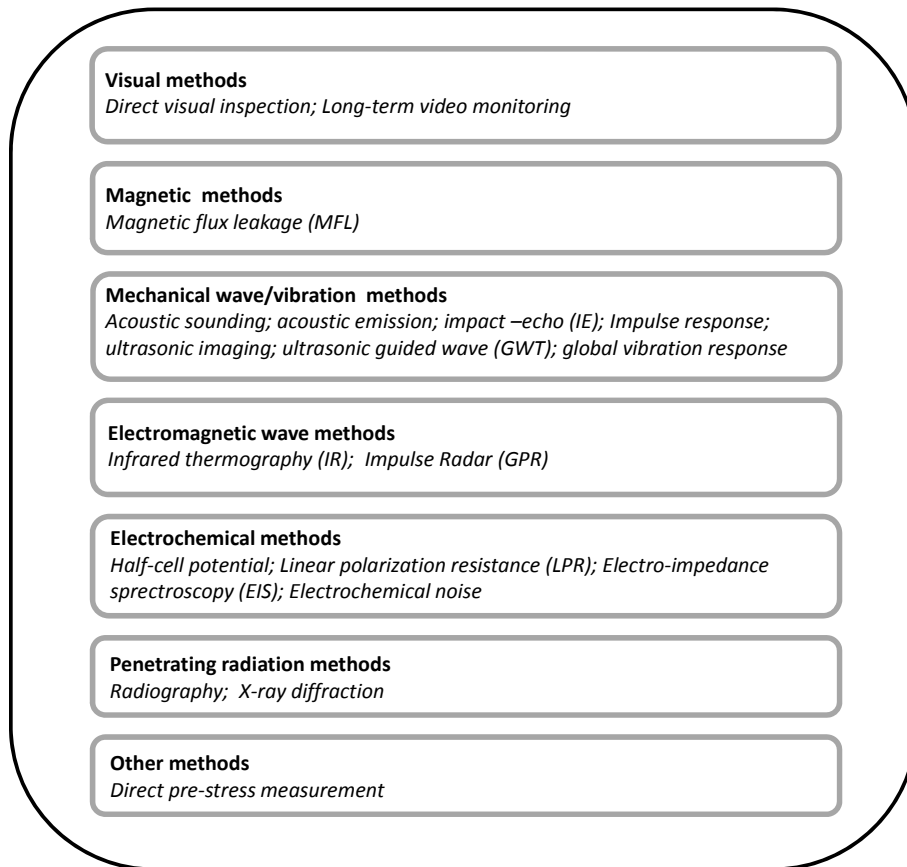 Visual methods
Direct visual inspection; Long-term video monitoring
Magnetic methods
Magnetic flux leakage (MFL)
Mechanical wave/vibration methods
Acoustic sounding; acoustic emission; impact –echo (IE); Impulse response;
ultrasonic imaging; ultrasonic guided wave (GWT); global vibration response
Electromagnetic wave methods
Infrared thermography (IR); Impulse Radar (GPR)
Electrochemical methods
Half-cell potential; Linear polarization resistance (LPR); Electro-impedance
sprectroscopy (EIS); Electrochemical noise
Penetrating radiation methods
Radiography; X-ray diffraction
Other methods
Direct pre-stress measurement